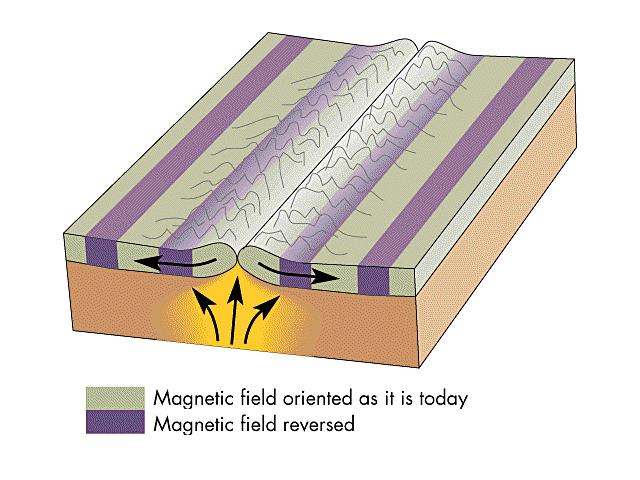 Magnetic field oriented as it is today
Magnetic field reversed